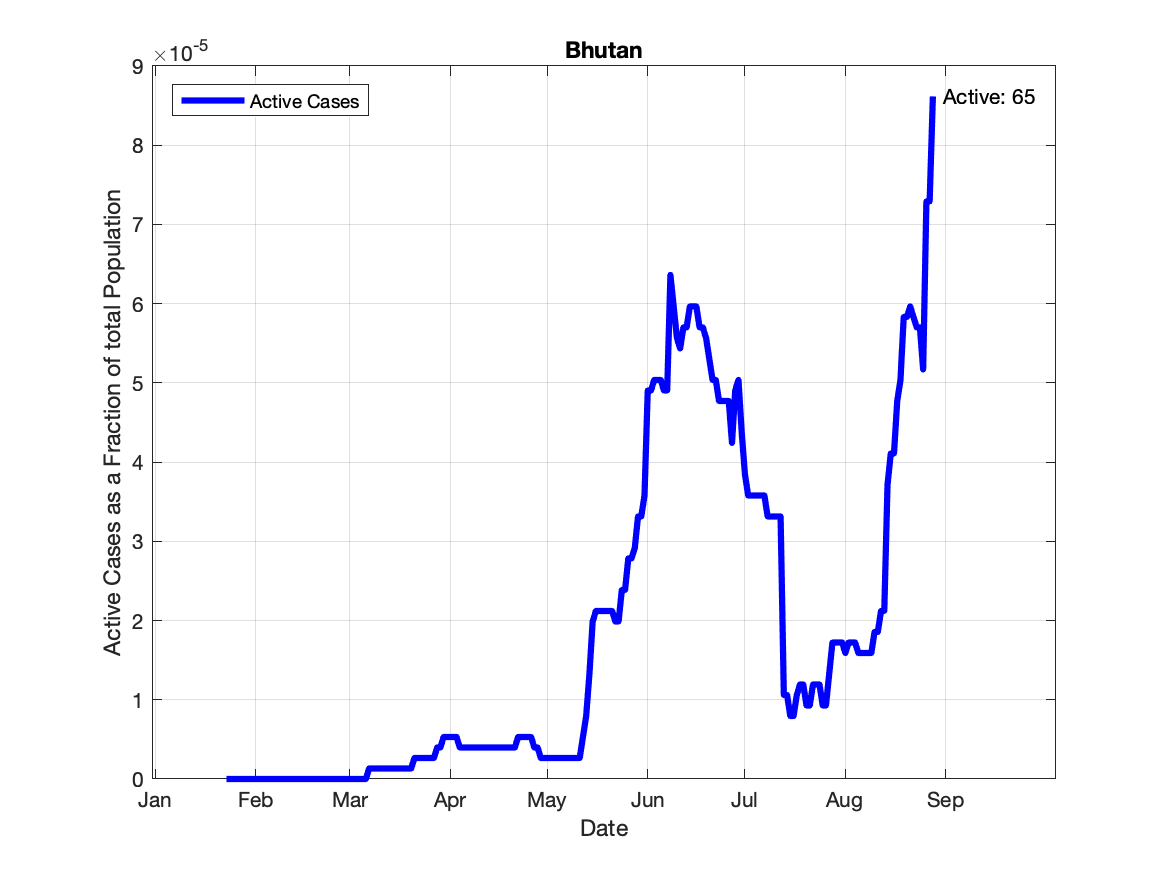 Bhutan
×10-5
Active Cases
Active: 65
9
8
7
6
5
4
3
2
1
0
Active Cases as a Fraction of total Population
Jan Feb Mar Apr May Jun Jul Aug Sep
Date